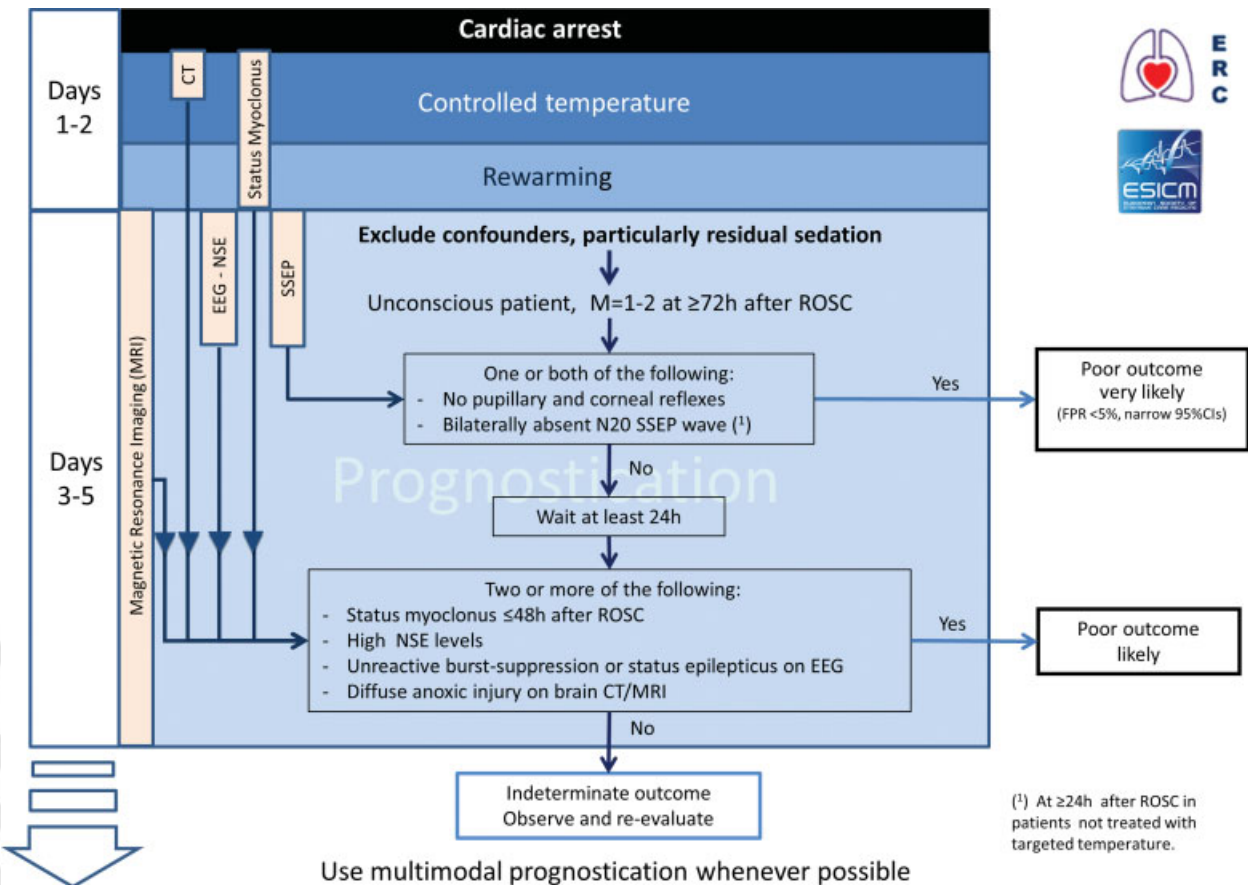 Cardiac arrest
Days
1-2
CT
Status Myoclonus
Controlled temperature
Rewarming
E
R
C
ESICM
Days
3-5
Magnetic Resonance Imaging (MRI)
EEG - NSE
SSEP
Prognostication
Exclude confounders, particularly residual sedation
Unconscious patient, M=1-2 at ≥72h after ROSC
One or both of the following:
- No pupillary and corneal reflexes
- Bilaterally absent N20 SSEP wave (¹)
Yes
Poor outcome
very likely
(FPR <5%, narrow 95%CIs)
No
Wait at least 24h
Two or more of the following:
- Status myoclonus ≤48h after ROSC
- High NSE levels
- Unreactive burst-suppression or status epilepticus on EEG
- Diffuse anoxic injury on brain CT/MRI
Yes
Poor outcome
likely
No
Indeterminate outcome
Observe and re-evaluate
(¹) At ≥24h after ROSC in
patients not treated with
targeted temperature.
Use multimodal prognostication whenever possible